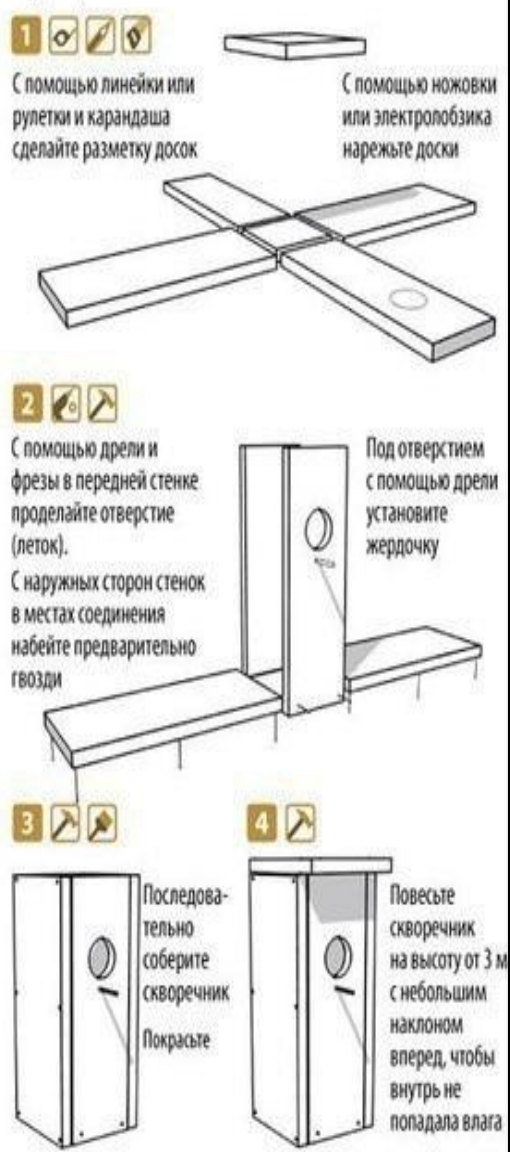 1
С помощью линейки или
рулетки и карандаша
сделайте разметку досок
С помощью ножовки
или электролобзика
нарежьте доски
2
С помощью дрели и
фрезы в передней стенке
проделайте отверстие
(леток).
С наружных сторон стенок
в местах соединения
набейте предварительно
гвозди
Под отверстием
с помощью дрели
установите
жердочку
3
Последова-
тельно
соберите
скворечник
Покрасьте
4
Повесьте
скворечник
на высоту от 3 м
с небольшим
наклоном
вперед, чтобы
внутрь не
попадала влага